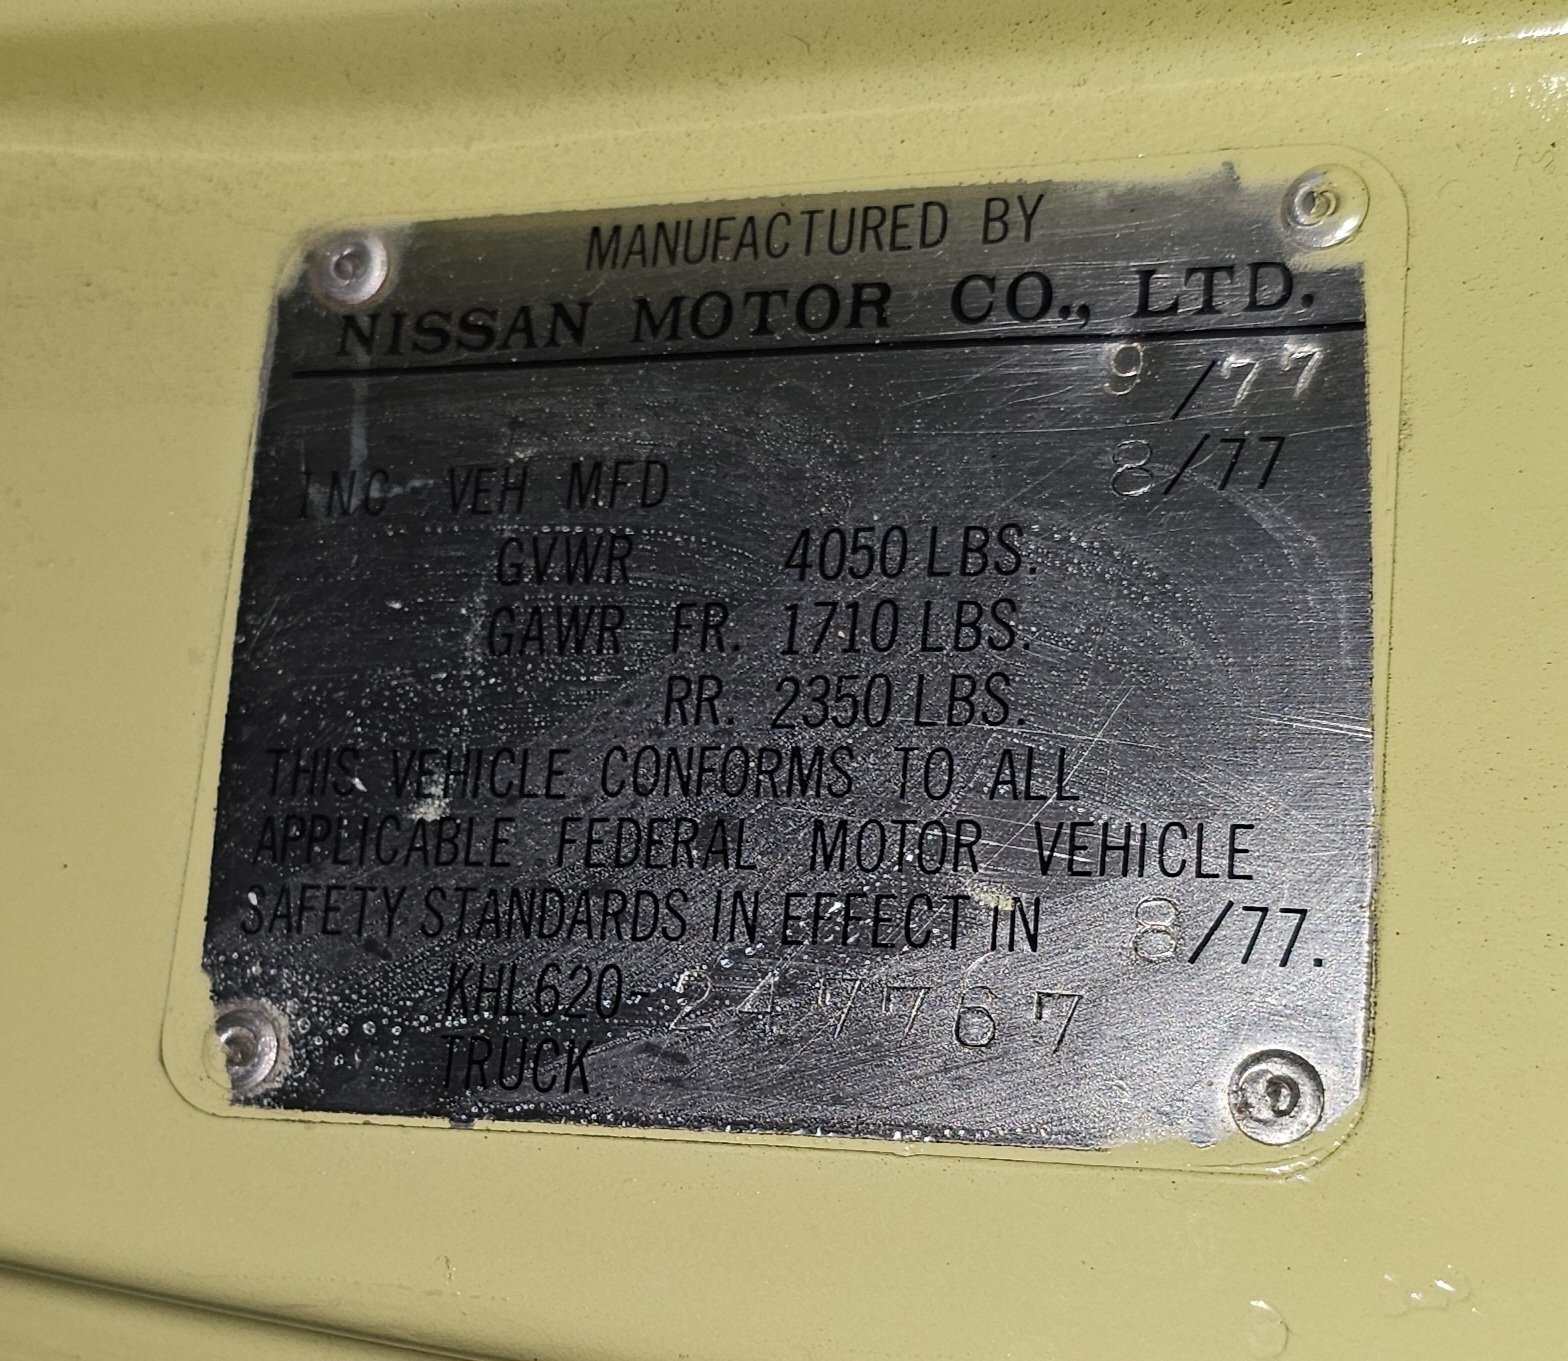 MANUFACTURED BY
NISSAN MOTOR CO., LTD.
9/77
INC VEH MFD 8/77
GVWR 4050 LBS.
GAWR FR. 1710 LBS.
RR. 2350 LBS.
THIS VEHICLE CONFORMS TO ALL
APPLICABLE FEDERAL MOTOR VEHICLE
SAFETY STANDARDS IN EFFECT IN 8/77.
KHL620-247767
TRUCK